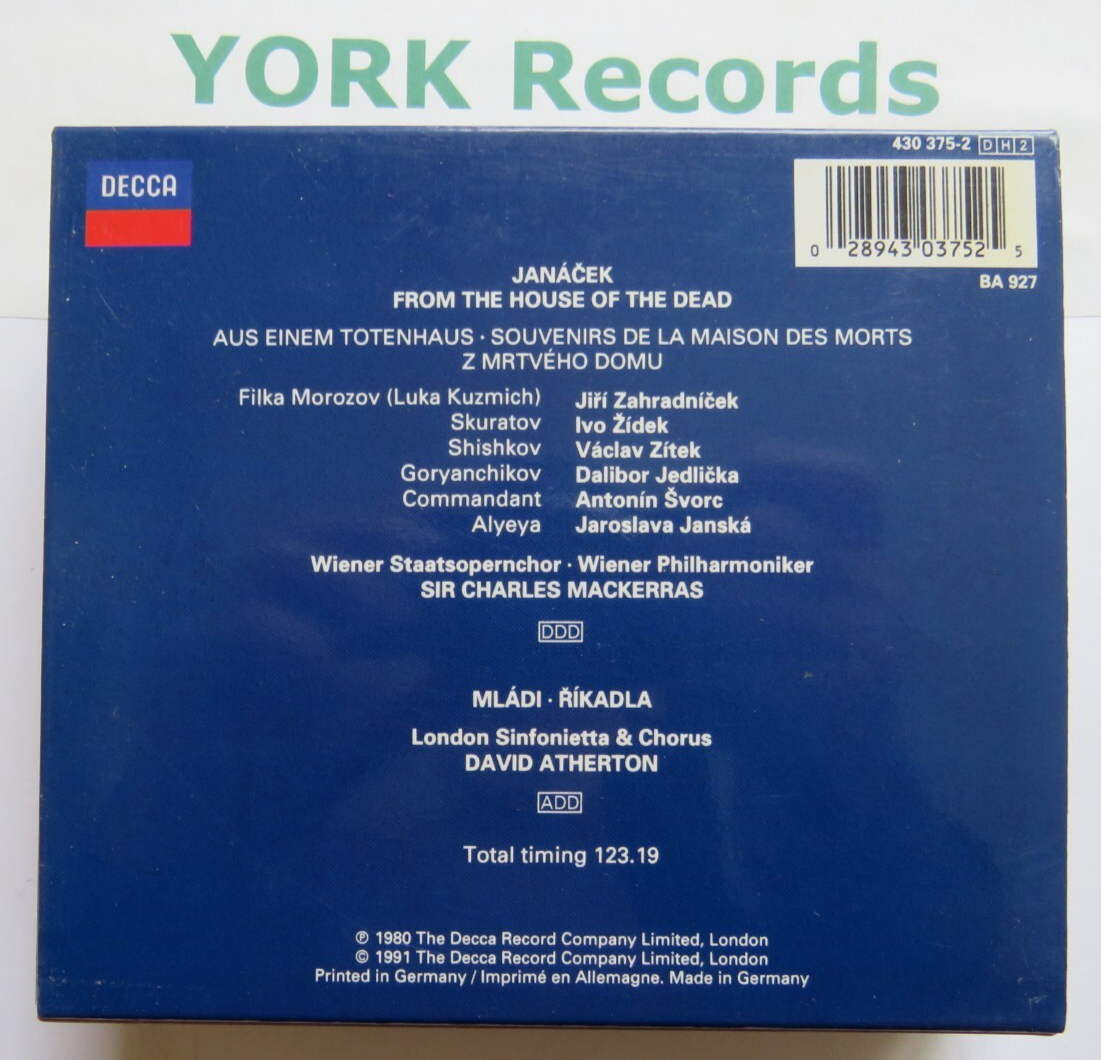 YORK Records
430 375-2 DH2
DECCA
0 28943 03752 5
BA 927
JANÁČEK
FROM THE HOUSE OF THE DEAD
AUS EINEM TOTENHAUS · SOUVENIRS DE LA MAISON DES MORTS
Z MRTVÉHO DOMU
Filka Morozov (Luka Kuzmich) Jiří Zahradníček
Skuratov Ivo Žídek
Shishkov Václav Zítek
Goryanchikov Dalibor Jedlička
Commandant Antonín Švorc
Alyeya Jaroslava Janská
Wiener Staatsopernchor · Wiener Philharmoniker
SIR CHARLES MACKERRAS
DDD
MLÁDI · ŘÍKADLA
London Sinfonietta & Chorus
DAVID ATHERTON
ADD
Total timing 123.19
℗ 1980 The Decca Record Company Limited, London
© 1991 The Decca Record Company Limited, London
Printed in Germany / Imprimé en Allemagne. Made in Germany